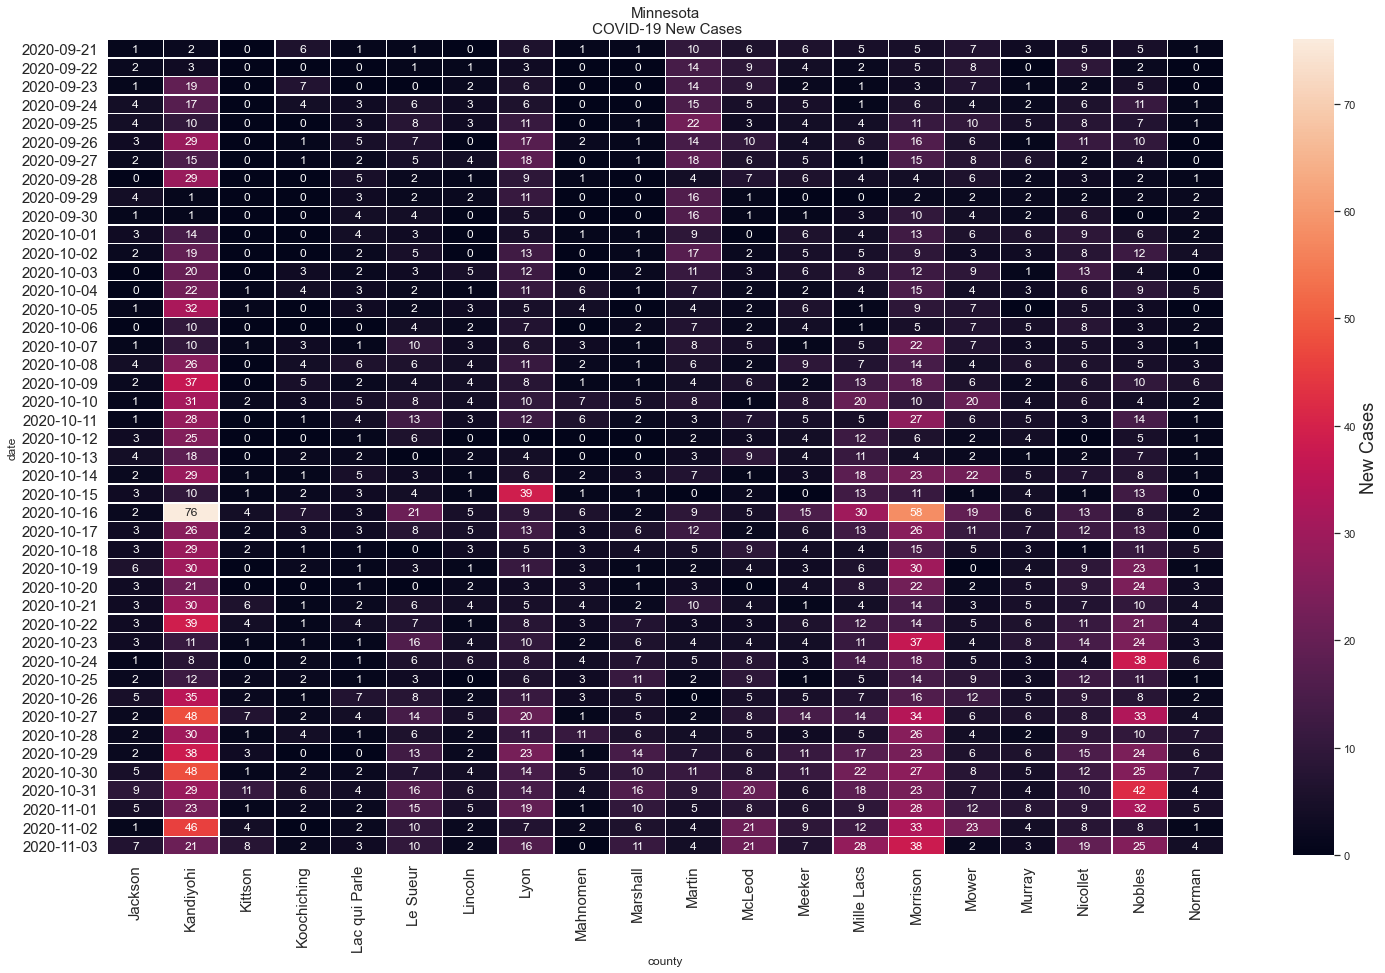 Minnesota
COVID-19 New Cases
2020-09-21 1 2 0 6 1 1 0 6 1 1 10 6 6 5 5 7 3 5 5 1
2020-09-22 2 3 0 0 0 1 1 3 0 0 14 9 4 2 5 8 0 9 2 0
2020-09-23 1 19 0 7 0 0 2 6 0 0 14 9 2 1 3 7 1 2 5 0
2020-09-24 4 17 0 4 3 6 3 6 0 0 15 5 5 1 6 4 2 6 11 1
2020-09-25 4 10 0 0 3 8 3 11 0 1 22 3 4 4 11 10 5 8 7 1
2020-09-26 3 29 0 1 5 7 0 17 2 1 14 10 4 6 16 6 1 11 10 0
2020-09-27 2 15 0 1 2 5 4 18 0 1 18 6 5 1 15 8 6 2 4 0
2020-09-28 0 29 0 0 5 2 1 9 1 0 4 7 6 4 4 6 2 3 2 1
2020-09-29 4 1 0 0 3 2 2 11 0 0 16 1 0 0 2 2 2 2 2 2
2020-09-30 1 1 0 0 4 4 0 5 0 0 16 1 1 3 10 4 2 6 0 2
2020-10-01 3 14 0 0 4 3 0 5 1 1 9 0 6 4 13 6 6 9 6 2
2020-10-02 2 19 0 0 2 5 0 13 0 1 17 2 5 5 9 3 3 8 12 4
2020-10-03 0 20 0 3 2 3 5 12 0 2 11 3 6 8 12 9 1 13 4 0
2020-10-04 0 22 1 4 3 2 1 11 6 1 7 2 2 4 15 4 3 6 9 5
2020-10-05 1 32 1 0 3 2 3 5 4 0 4 2 6 1 9 7 0 5 3 0
2020-10-06 0 10 0 0 0 4 2 7 0 2 7 2 4 1 5 7 5 8 3 2
2020-10-07 1 10 1 3 1 10 3 6 3 1 8 5 1 5 22 7 3 5 3 1
2020-10-08 4 26 0 4 6 6 4 11 2 1 6 2 9 7 14 4 6 6 5 3
2020-10-09 2 37 0 5 2 4 4 8 1 1 4 6 2 13 18 6 2 6 10 6
2020-10-10 1 31 2 3 5 8 4 10 7 5 8 1 8 20 10 20 4 6 4 2
2020-10-11 1 28 0 1 4 13 3 12 6 2 3 7 5 5 27 6 5 3 14 1
2020-10-12 3 25 0 0 1 6 0 0 0 0 2 3 4 12 6 2 4 0 5 1
2020-10-13 4 18 0 2 2 0 2 4 0 0 3 9 4 11 4 2 1 2 7 1
2020-10-14 2 29 1 1 5 3 1 6 2 3 7 1 3 18 23 22 5 7 8 1
2020-10-15 3 10 1 2 3 4 1 39 1 1 0 2 0 13 11 1 4 1 13 0
2020-10-16 2 76 4 7 3 21 5 9 6 2 9 5 15 30 58 19 6 13 8 2
2020-10-17 3 26 2 3 3 8 5 13 3 6 12 2 6 13 26 11 7 12 13 0
2020-10-18 3 29 2 1 1 0 3 5 3 4 5 9 4 4 15 5 3 1 11 5
2020-10-19 6 30 0 2 1 3 1 11 3 1 2 4 3 6 30 0 4 9 23 1
2020-10-20 3 21 0 0 1 0 2 3 3 1 3 0 4 8 22 2 5 9 24 3
2020-10-21 3 30 6 1 2 6 4 5 4 2 10 4 1 4 14 3 5 7 10 4
2020-10-22 3 39 4 1 4 7 1 8 3 7 3 3 6 12 14 5 6 11 21 4
2020-10-23 3 11 1 1 1 16 4 10 2 6 4 4 4 11 37 4 8 14 24 3
2020-10-24 1 8 0 2 1 6 6 8 4 7 5 8 3 14 18 5 3 4 38 6
2020-10-25 2 12 2 2 1 3 0 6 3 11 2 9 1 5 14 9 3 12 11 1
2020-10-26 5 35 2 1 7 8 2 11 3 5 0 5 5 7 16 12 5 9 8 2
2020-10-27 2 48 7 2 4 14 5 20 1 5 2 8 14 14 34 6 6 8 33 4
2020-10-28 2 30 1 4 1 6 2 11 11 6 4 5 3 5 26 4 2 9 10 7
2020-10-29 2 38 3 0 0 13 2 23 1 14 7 6 11 17 23 6 6 15 24 6
2020-10-30 5 48 1 2 2 7 4 14 5 10 11 8 11 22 27 8 5 12 25 7
2020-10-31 9 29 11 6 4 16 6 14 4 16 9 20 6 18 23 7 4 10 42 4
2020-11-01 5 23 1 2 2 15 5 19 1 10 5 8 6 9 28 12 8 9 32 5
2020-11-02 1 46 4 0 2 10 2 7 2 6 4 21 9 12 33 23 4 8 8 1
2020-11-03 7 21 8 2 3 10 2 16 0 11 4 21 7 28 38 2 3 19 25 4
date
Jackson
Kandiyohi
Kittson
Koochiching
Lac qui Parle
Le Sueur
Lincoln
Lyon
Mahnomen
Marshall
Martin
McLeod
Meeker
Mille Lacs
Morrison
Mower
Murray
Nicollet
Nobles
Norman
county
70
60
50
40
30
20
10
0
New Cases